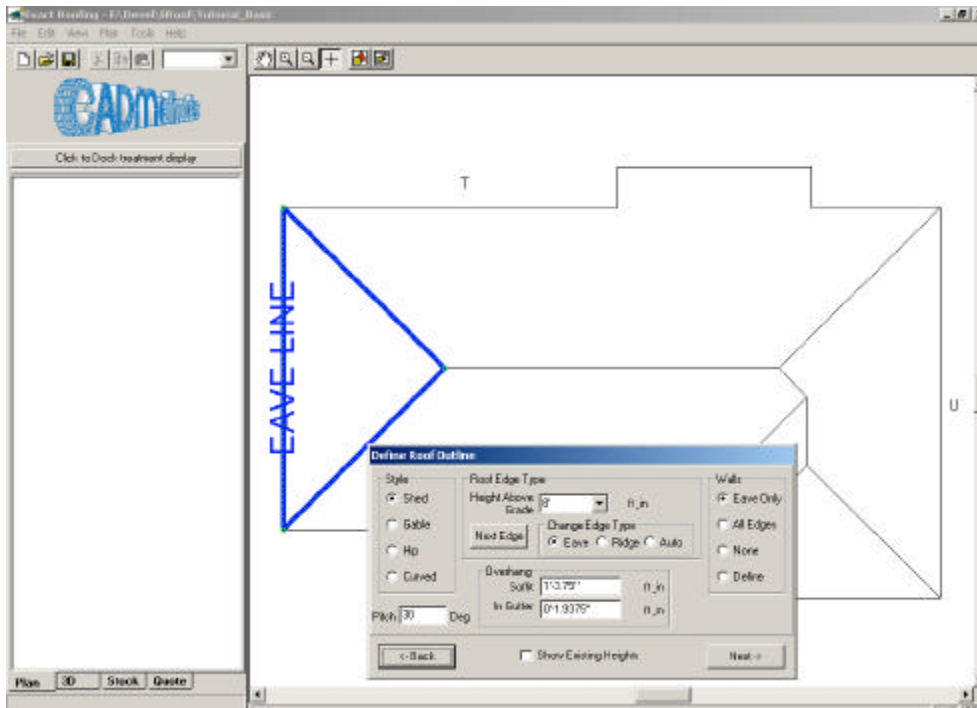 Exact Roofing - E:\Devel\SRoof\Tutorial_Basic
File Edit View Plan Tools Help
CADMethods
Click to Dock treatment display
T
EAVE LINE
U
Define Roof Outline
Style
Shed
Gable
Hip
Curved
Pitch 30 Deg
Roof Edge Type
Height Above Grade 8' ft_in
Next Edge
Change Edge Type
Eave Ridge Auto
Overhang
Soffit 1'3.75" ft_in
In Gutter 0'1.9375" ft_in
Walls
Eave Only
All Edges
None
Define
<-Back
Show Existing Heights
Next->
Plan 3D Stock Quote